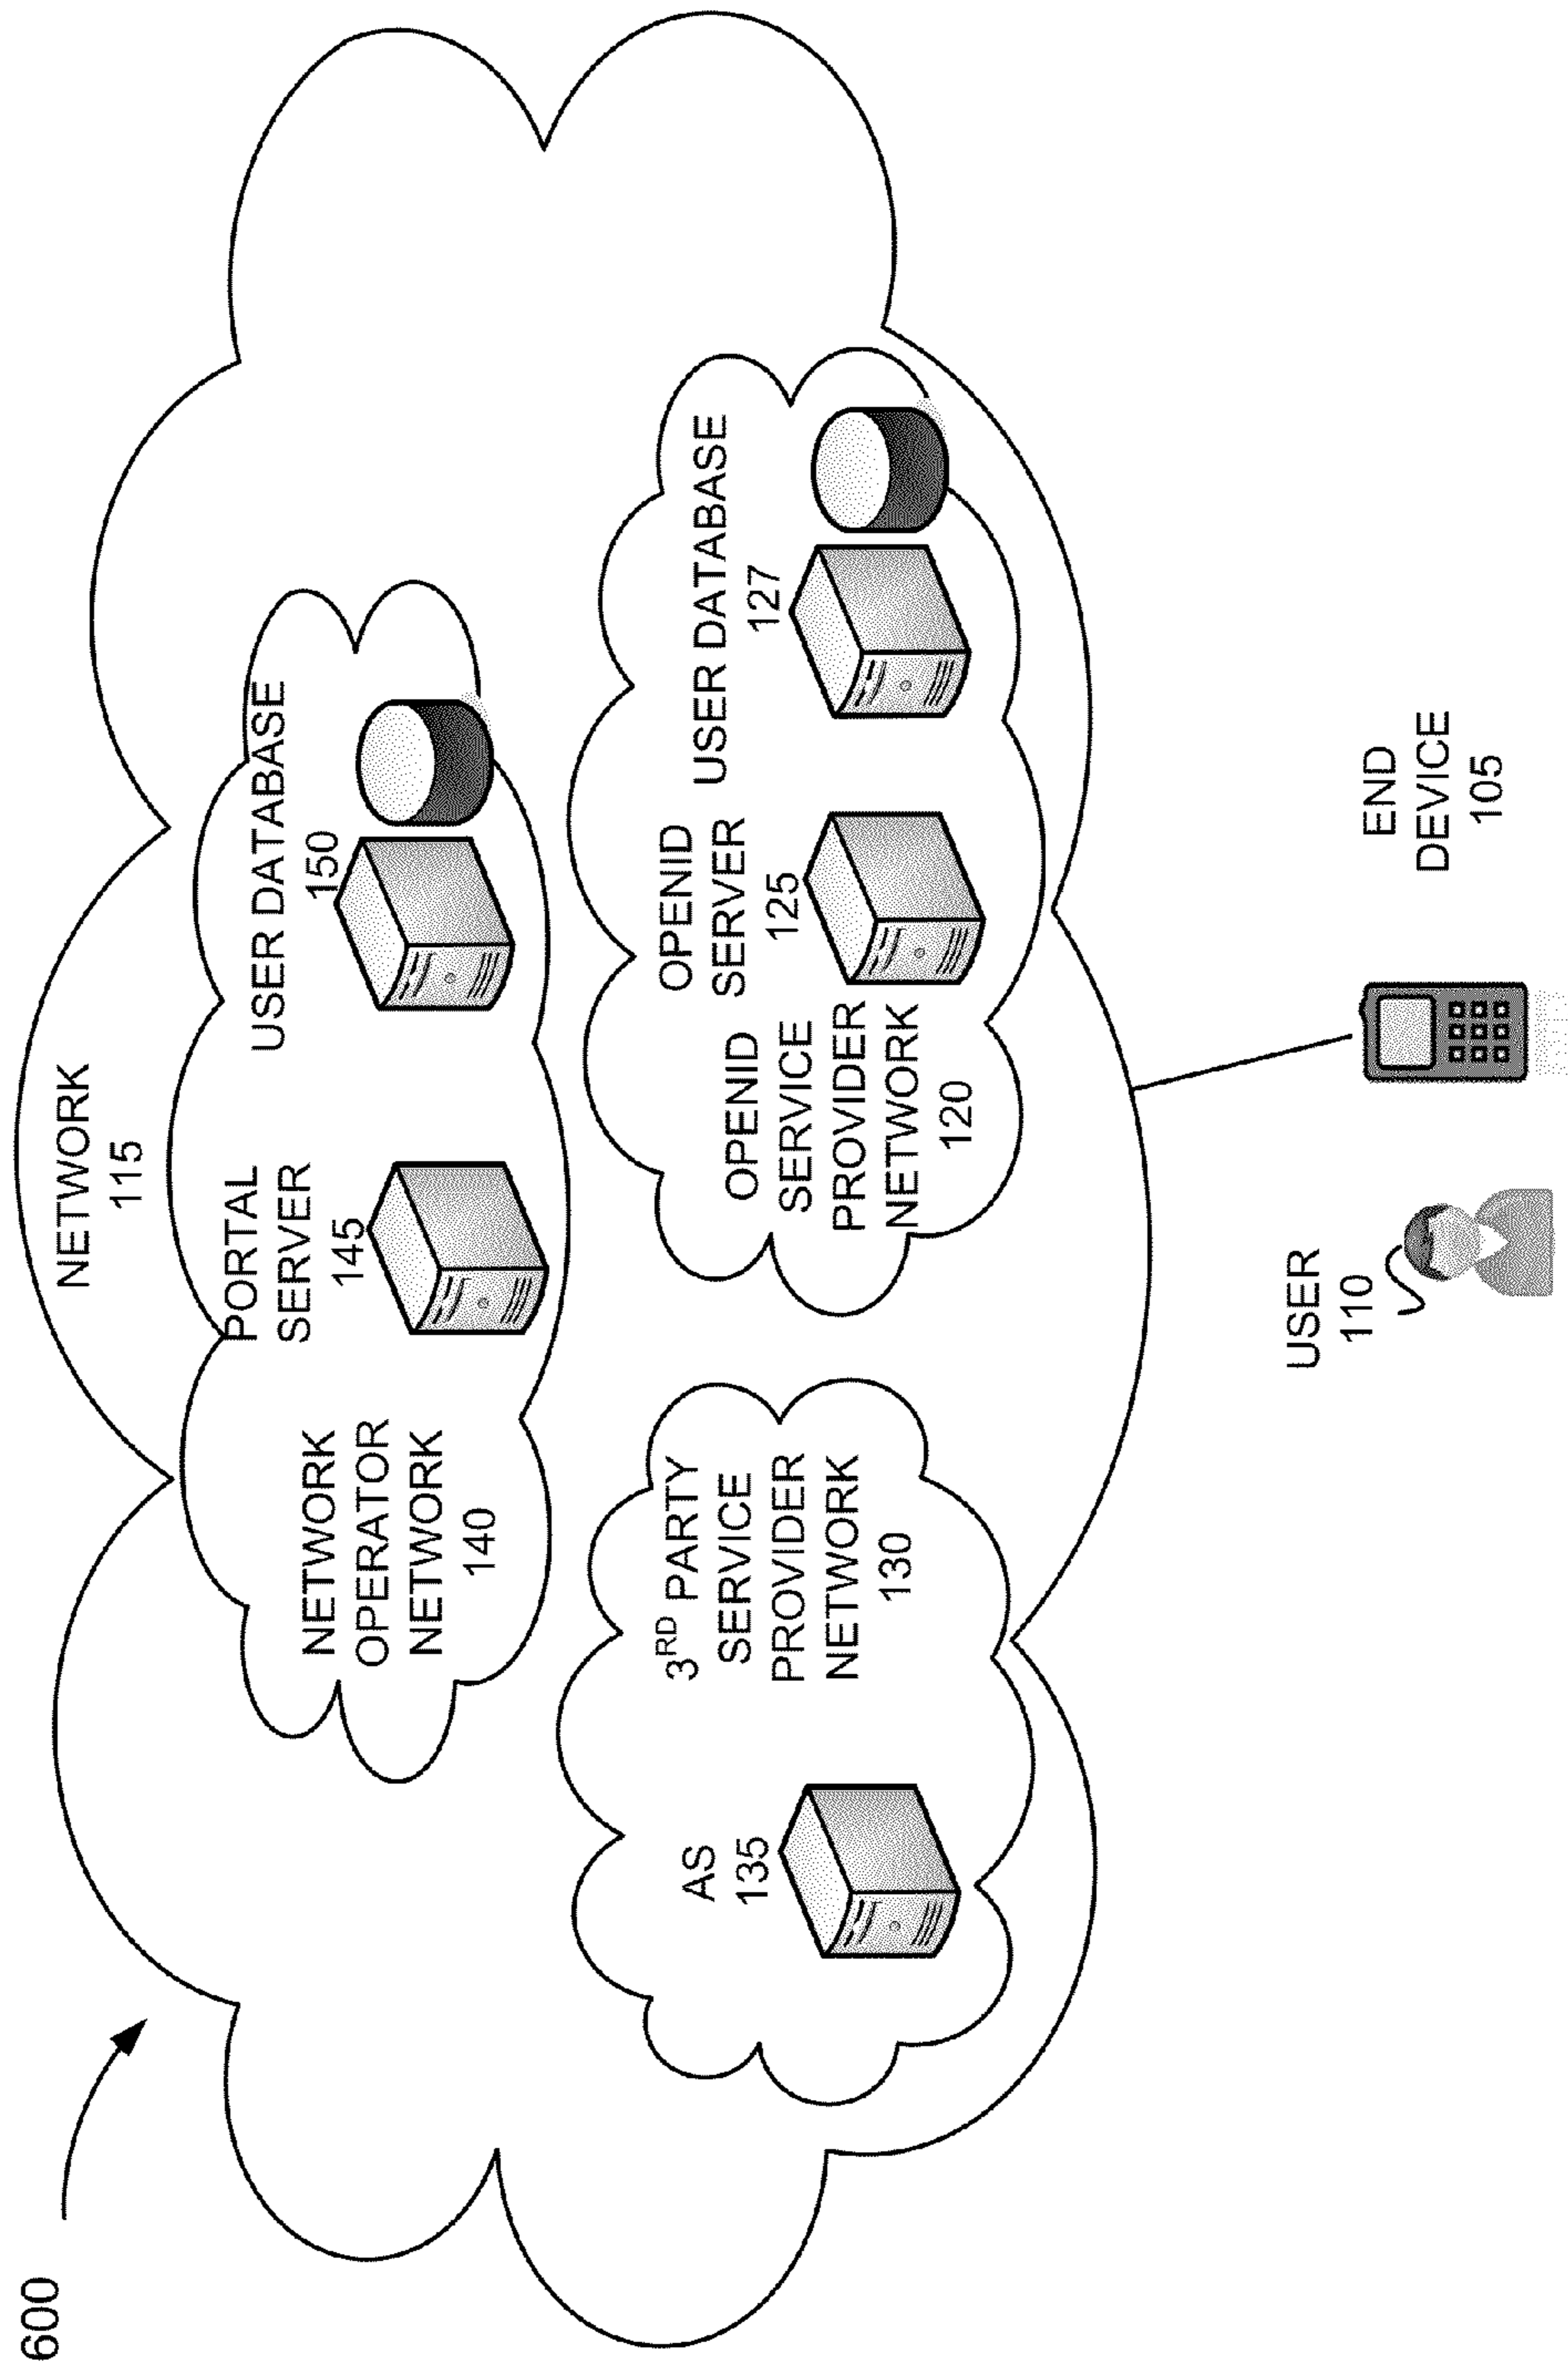 600
NETWORK
115
NETWORK
OPERATOR
NETWORK
140
PORTAL
SERVER
145
USER DATABASE
150
AS
135
3RD PARTY
SERVICE
PROVIDER
NETWORK
130
OPENID
SERVICE
PROVIDER
NETWORK
120
OPENID
SERVER
125
USER DATABASE
127
USER
110
END
DEVICE
105